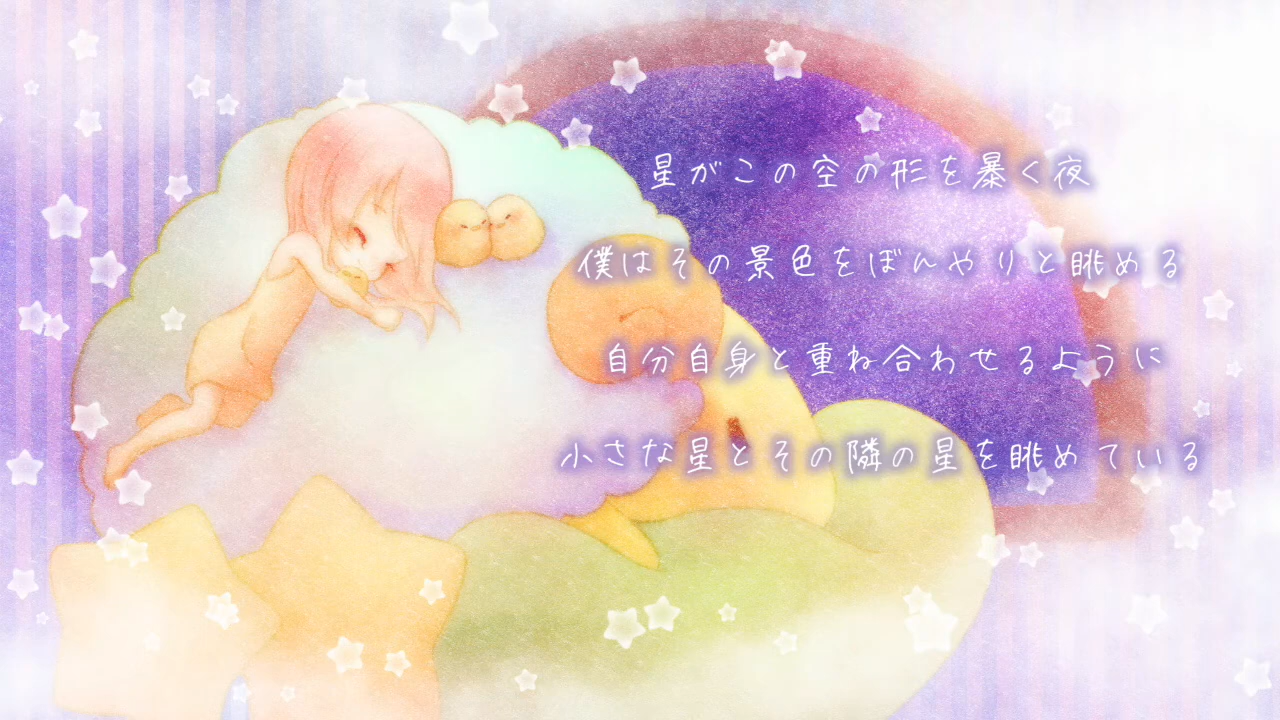 星がこの空の形を暴く夜
僕はその景色をぼんやりと眺める
自分自身と重ね合わせるように
小さな星とその隣の星を眺めている